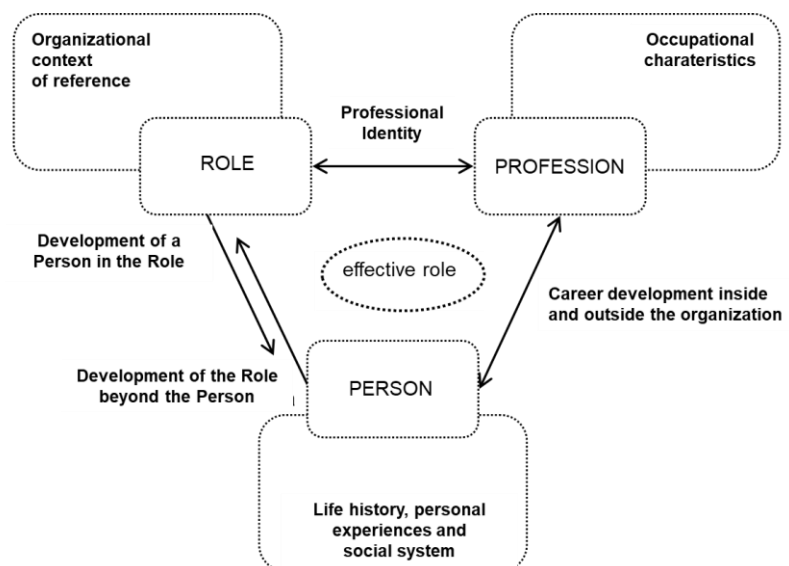 Organizational
context
of reference
Occupational
charateristics
Professional
Identity
ROLE
PROFESSION
Development of a
Person in the Role
effective role
Career development inside
and outside the organization
Development of the Role
beyond the Person
PERSON
Life history, personal
experiences and
social system